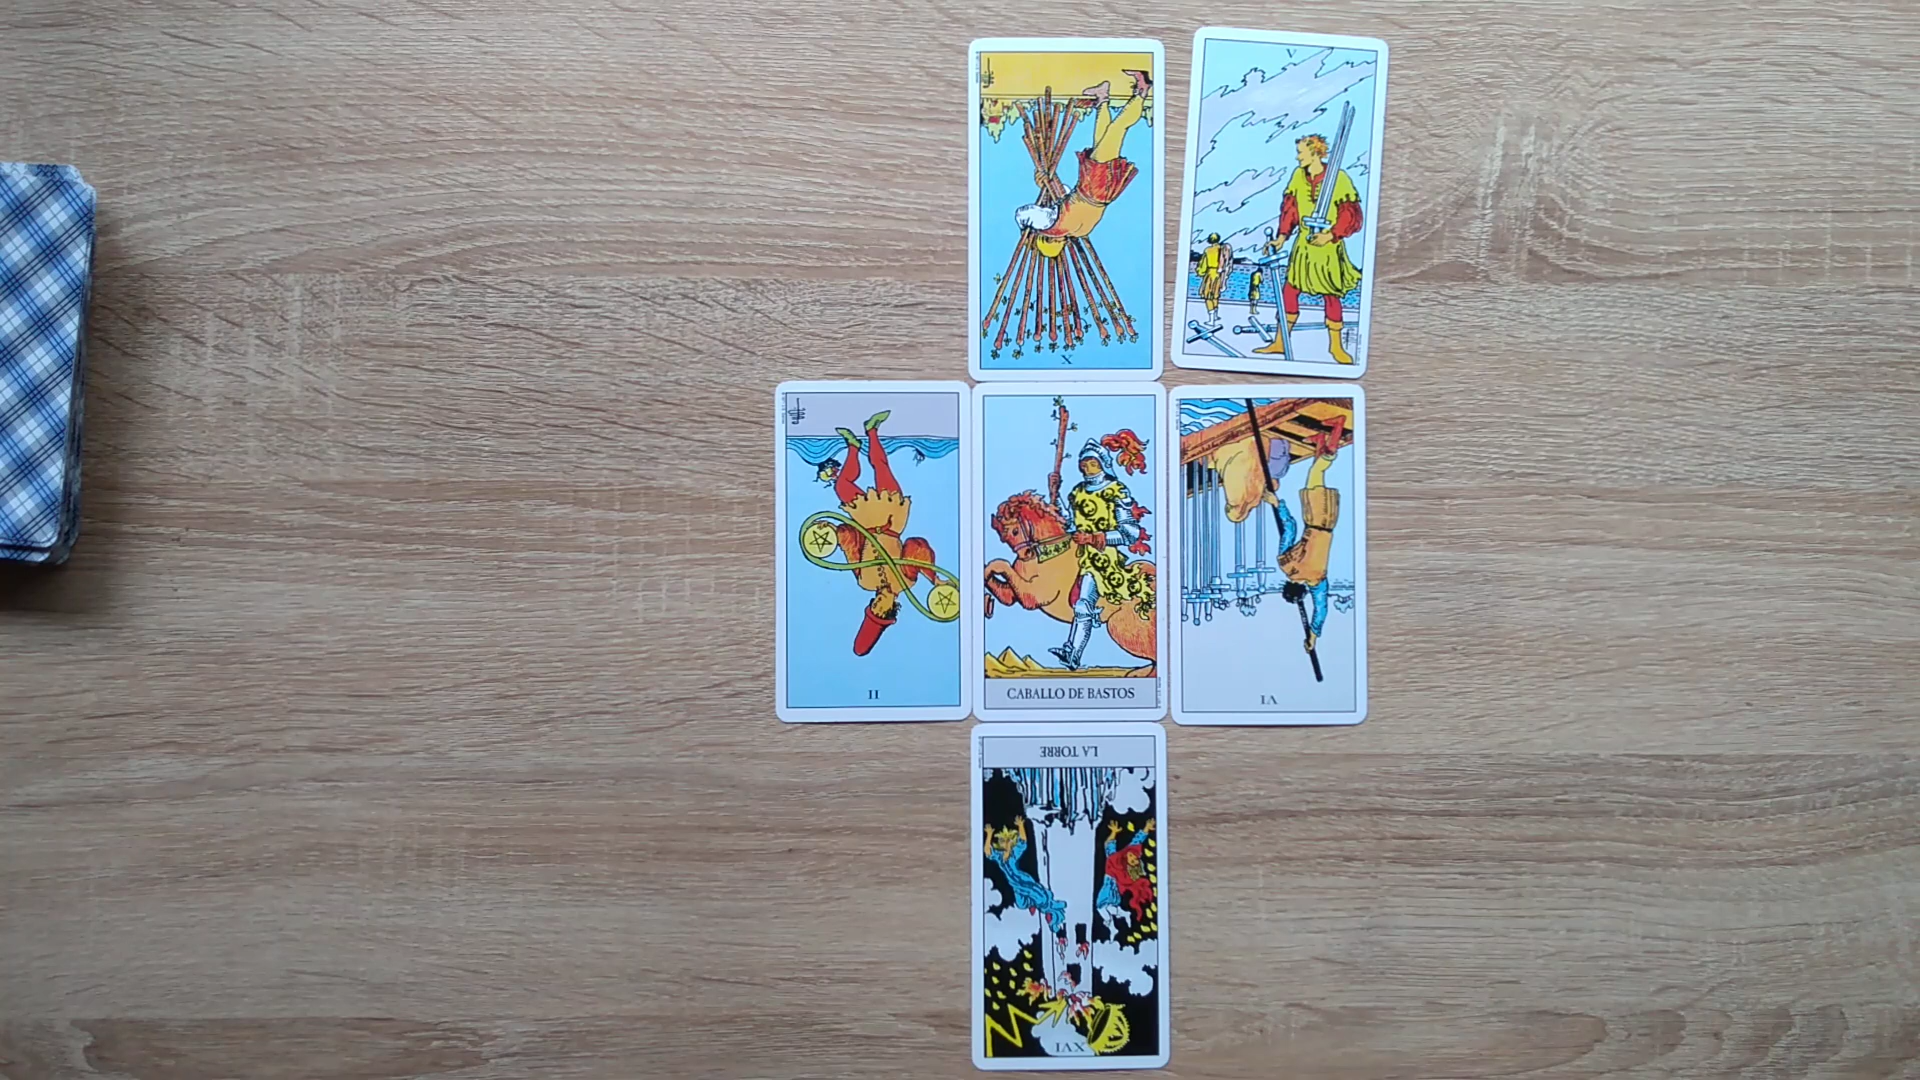 V
X
II
CABALLO DE BASTOS
VI
LA TORRE
XVI